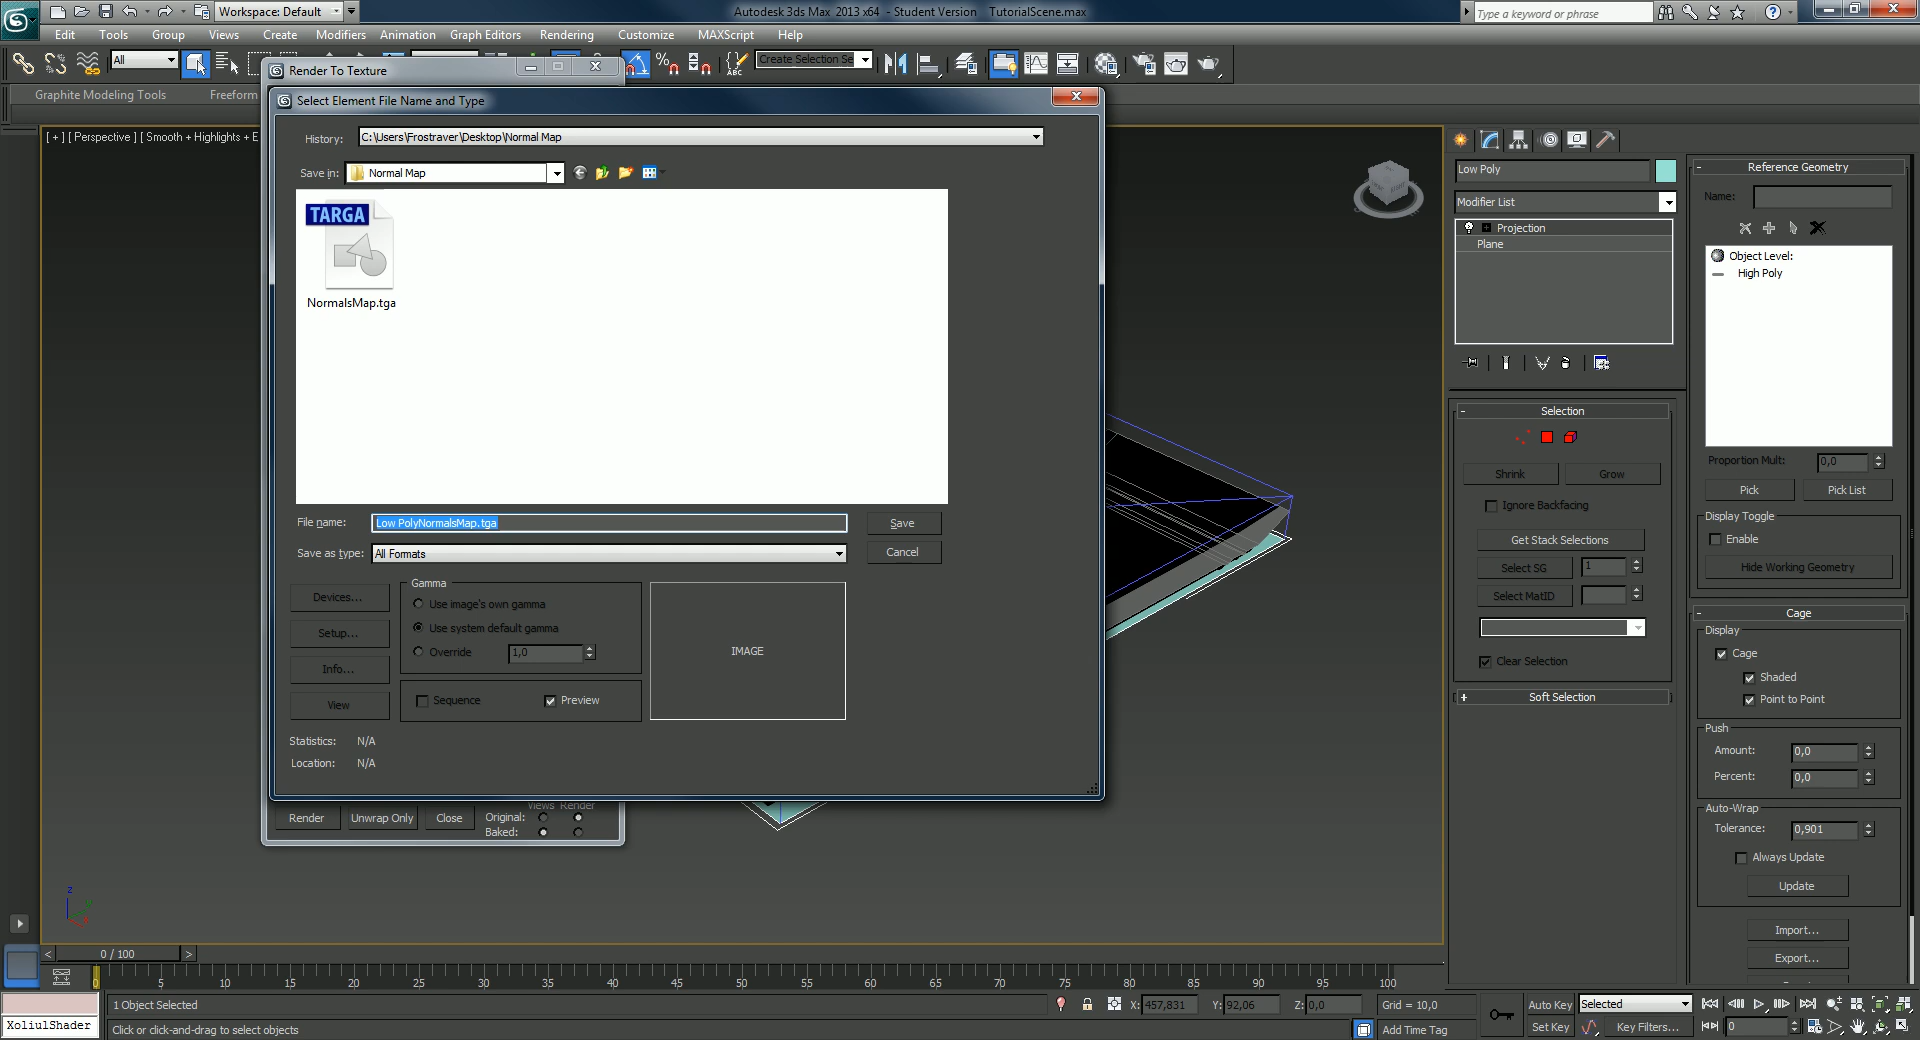 Workspace: Default
Autodesk 3ds Max 2013 x64 - Student Version TutorialScene.max
Type a keyword or phrase
Edit Tools Group Views Create Modifiers Animation Graph Editors Rendering Customize MAXScript Help
All
Create Selection Se
Graphite Modeling Tools Freeform
Render To Texture
Select Element File Name and Type
[ + ] [ Perspective ] [ Smooth + Highlights + E
History: C:\Users\Frostraver\Desktop\Normal Map
Save in: Normal Map
TARGA
NormalsMap.tga
File name: Low PolyNormalsMap.tga
Save
Save as type: All Formats
Cancel
Devices...
Setup...
Info...
View
Gamma
Use image's own gamma
Use system default gamma
Override 1,0
Sequence Preview
IMAGE
Statistics: N/A
Location: N/A
Views Render
Render Unwrap Only Close Original:
Baked:
Low Poly
Modifier List
Projection
Plane
Selection
Shrink Grow
Ignore Backfacing
Get Stack Selections
Select SG 1
Select MatID
Clear Selection
+ Soft Selection
- Reference Geometry
Name:
Object Level:
High Poly
Proportion Mult: 0,0
Pick Pick List
Display Toggle
Enable
Hide Working Geometry
- Cage
Display
Cage
Shaded
Point to Point
Push
Amount: 0,0
Percent: 0,0
Auto-Wrap
Tolerance: 0,901
Always Update
Update
Import...
Export...
z
< 0 / 100 >
0 5 10 15 20 25 30 35 40 45 50 55 60 65 70 75 80 85 90 95 100
1 Object Selected
X: 457,831 Y: 92,06 Z: 0,0 Grid = 10,0
Auto Key Selected
XoliulShader
Click or click-and-drag to select objects
Add Time Tag
Set Key Key Filters... 0